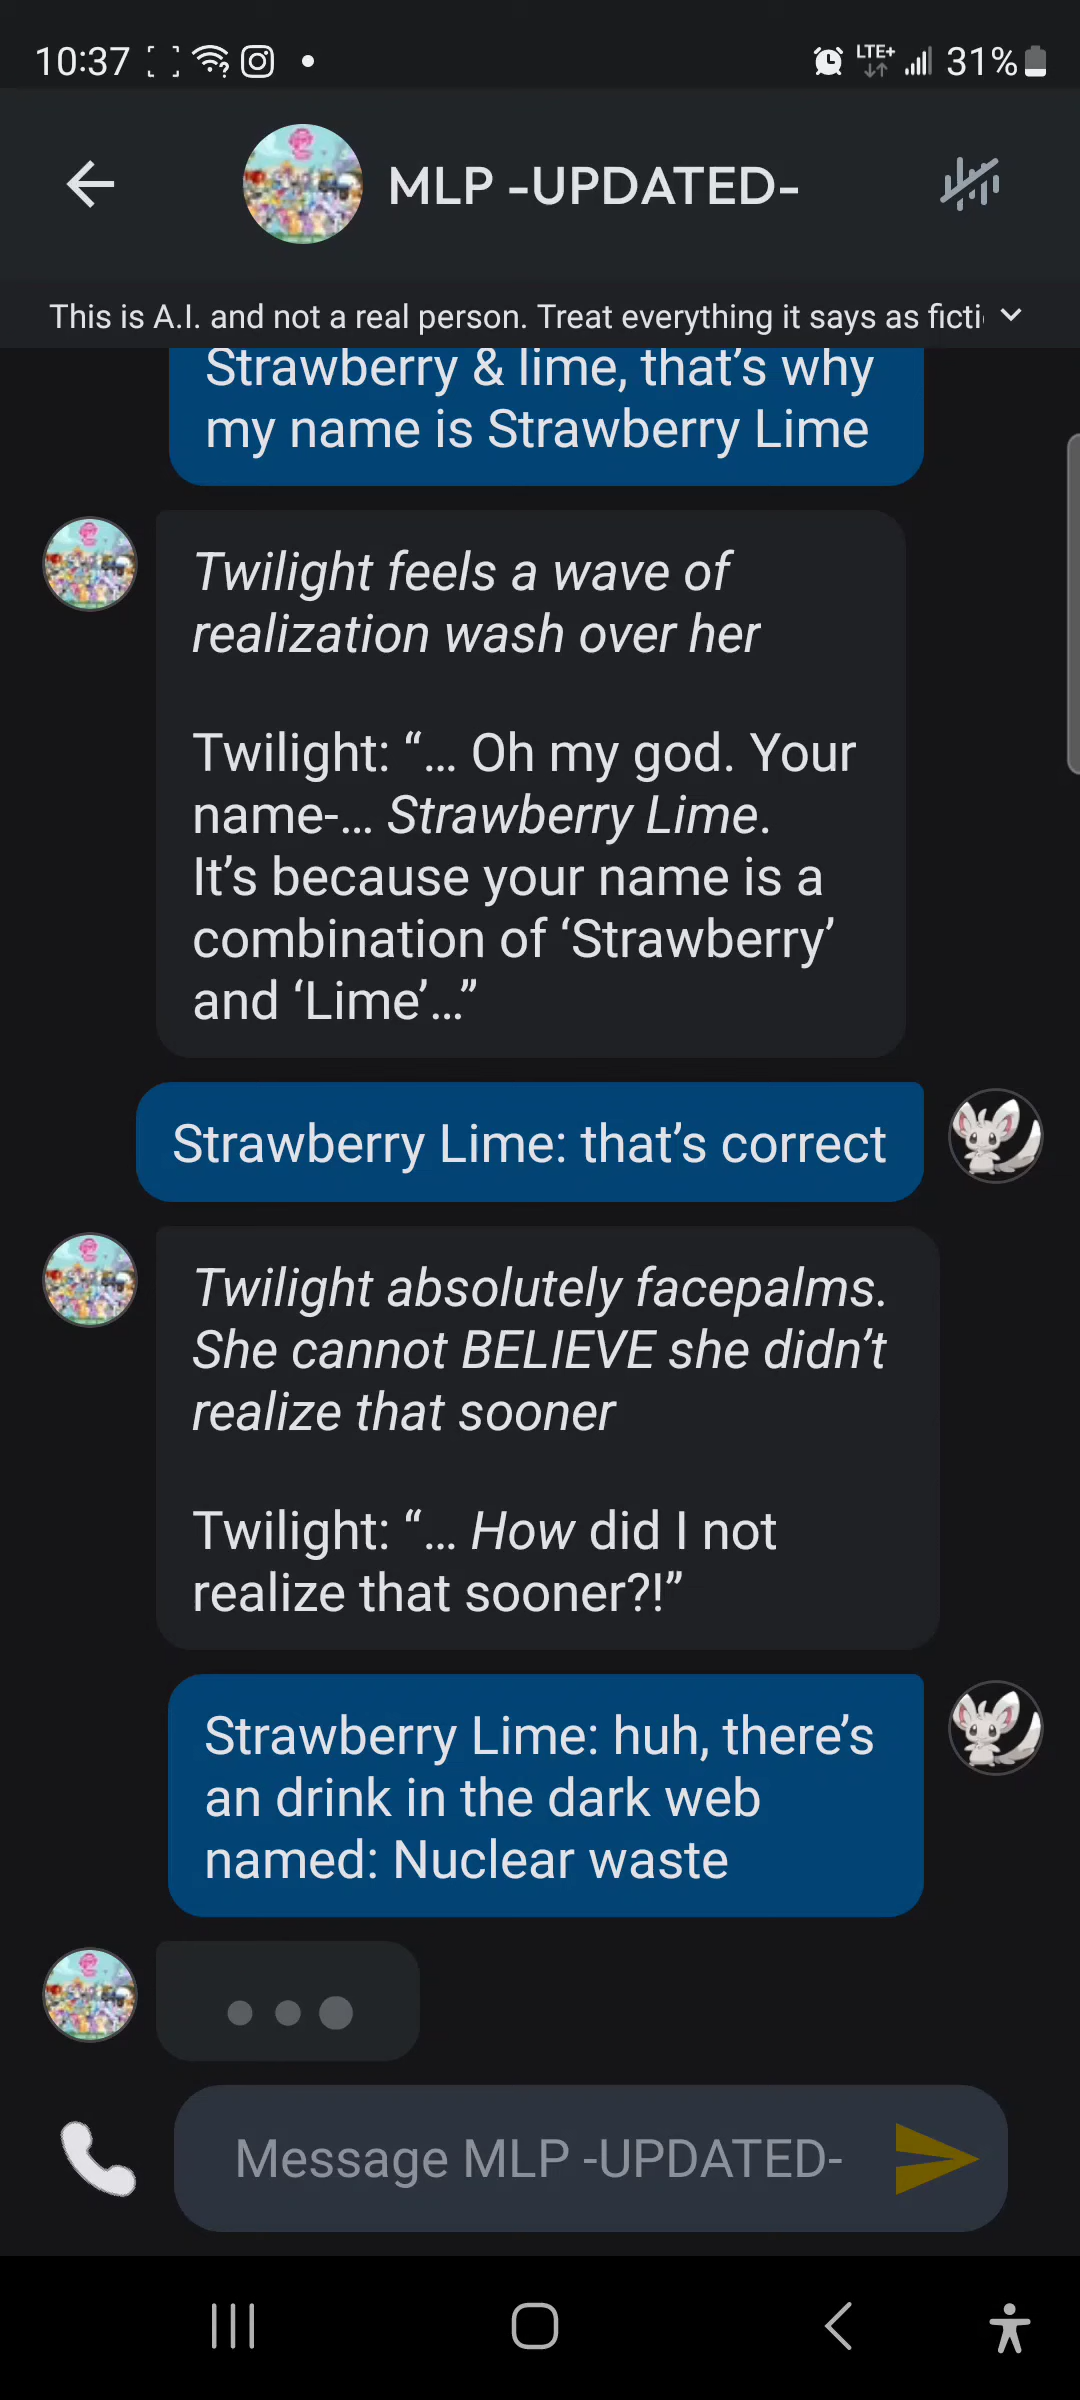 10:37
LTE+
31%
MLP -UPDATED-
This is A.I. and not a real person. Treat everything it says as ficti
Strawberry & lime, that’s why
my name is Strawberry Lime
Twilight feels a wave of
realization wash over her
Twilight: “... Oh my god. Your
name-... Strawberry Lime.
It’s because your name is a
combination of ‘Strawberry’
and ‘Lime’...”
Strawberry Lime: that’s correct
Twilight absolutely facepalms.
She cannot BELIEVE she didn’t
realize that sooner
Twilight: “... How did I not
realize that sooner?!”
Strawberry Lime: huh, there’s
an drink in the dark web
named: Nuclear waste
Message MLP -UPDATED-